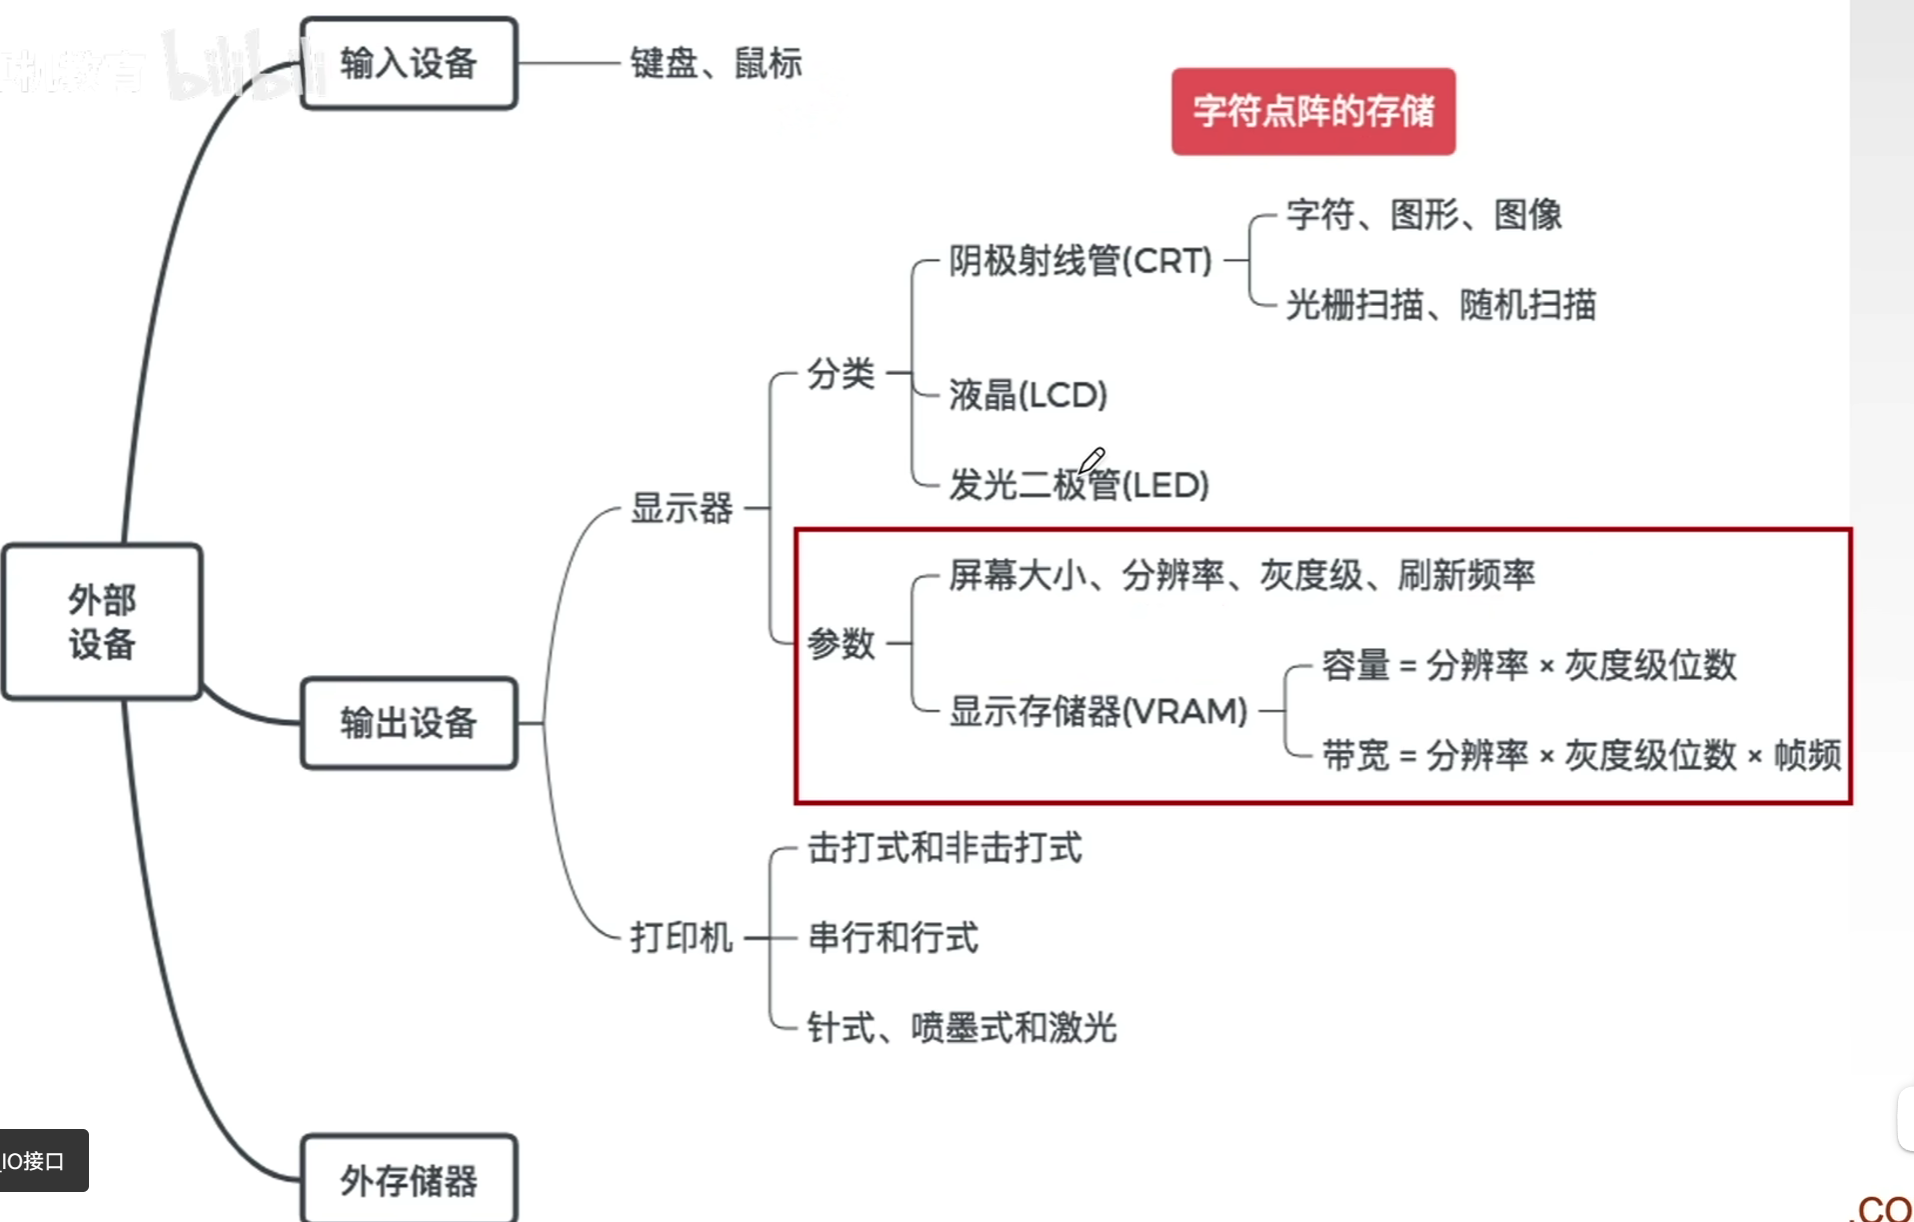 机教育 bilibili
输入设备
键盘、鼠标
字符点阵的存储
字符、图形、图像
阴极射线管(CRT)
光栅扫描、随机扫描
分类
液晶(LCD)
发光二极管(LED)
显示器
屏幕大小、分辨率、灰度级、刷新频率
外部
设备
参数
容量 = 分辨率 × 灰度级位数
显示存储器(VRAM)
带宽 = 分辨率 × 灰度级位数 × 帧频
输出设备
击打式和非击打式
打印机
串行和行式
针式、喷墨式和激光
IO接口
外存储器
.CO